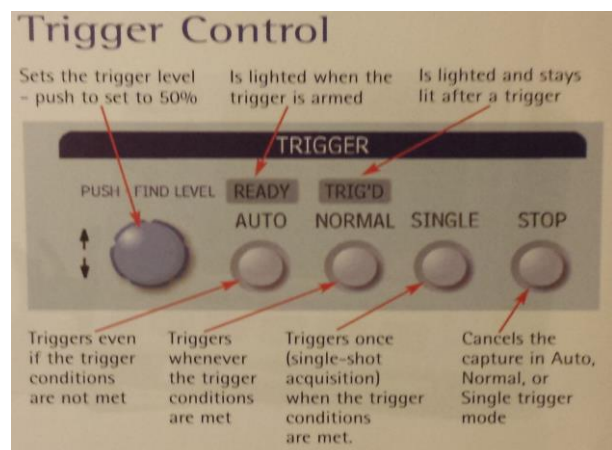 Trigger Control
Sets the trigger level
– push to set to 50%
Is lighted when the
trigger is armed
Is lighted and stays
lit after a trigger
TRIGGER
PUSH FIND LEVEL
READY
TRIG'D
AUTO
NORMAL
SINGLE
STOP
Triggers even
if the trigger
conditions
are not met
Triggers
whenever
the trigger
conditions
are met
Triggers once
(single-shot
acquisition)
when the trigger
conditions
are met.
Cancels the
capture in Auto,
Normal, or
Single trigger
mode